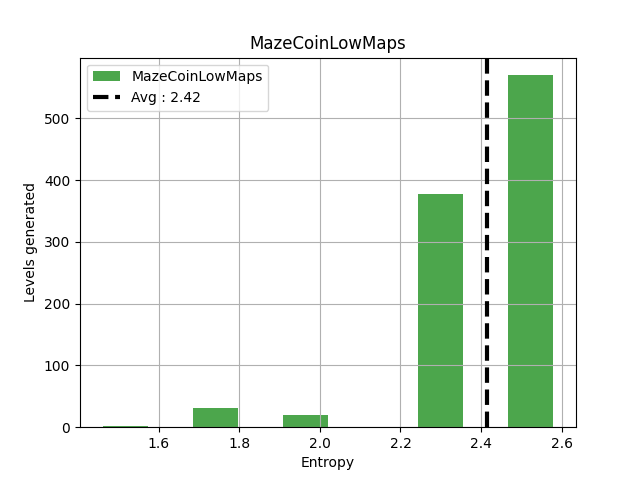 MazeCoinLowMaps
MazeCoinLowMaps
Avg : 2.42
Levels generated
500
400
300
200
100
0
1.6 1.8 2.0 2.2 2.4 2.6
Entropy